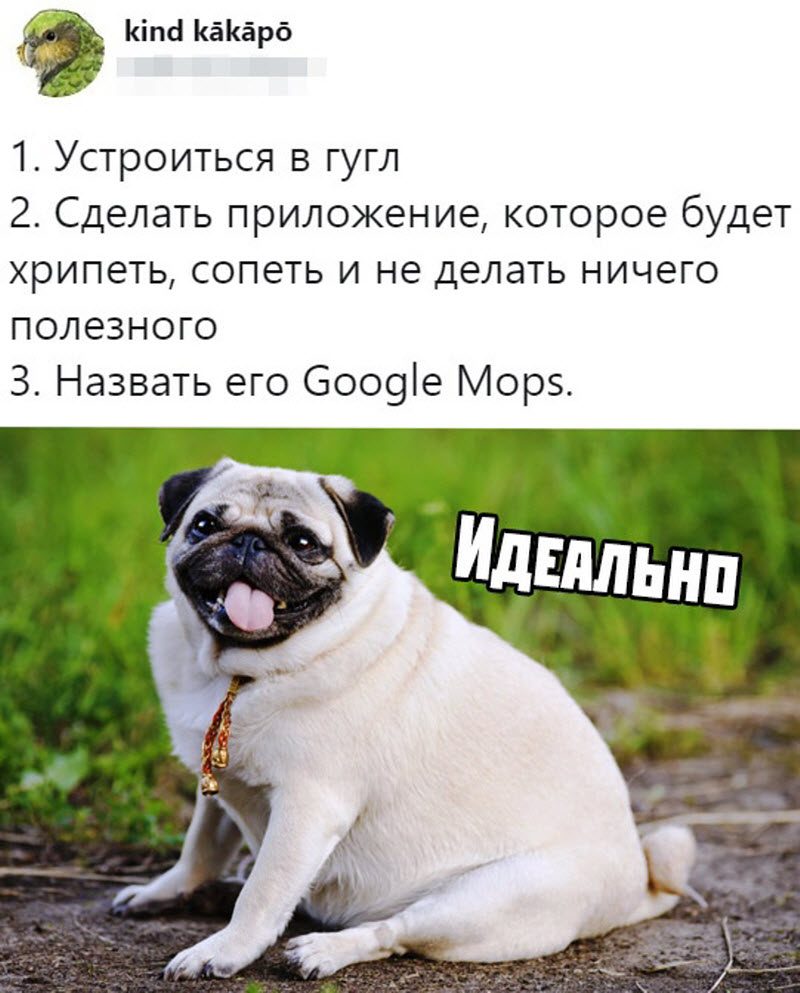 kind kākāpō
1. Устроиться в гугл
2. Сделать приложение, которое будет
хрипеть, сопеть и не делать ничего
полезного
3. Назвать его Google Mops.
Идеально